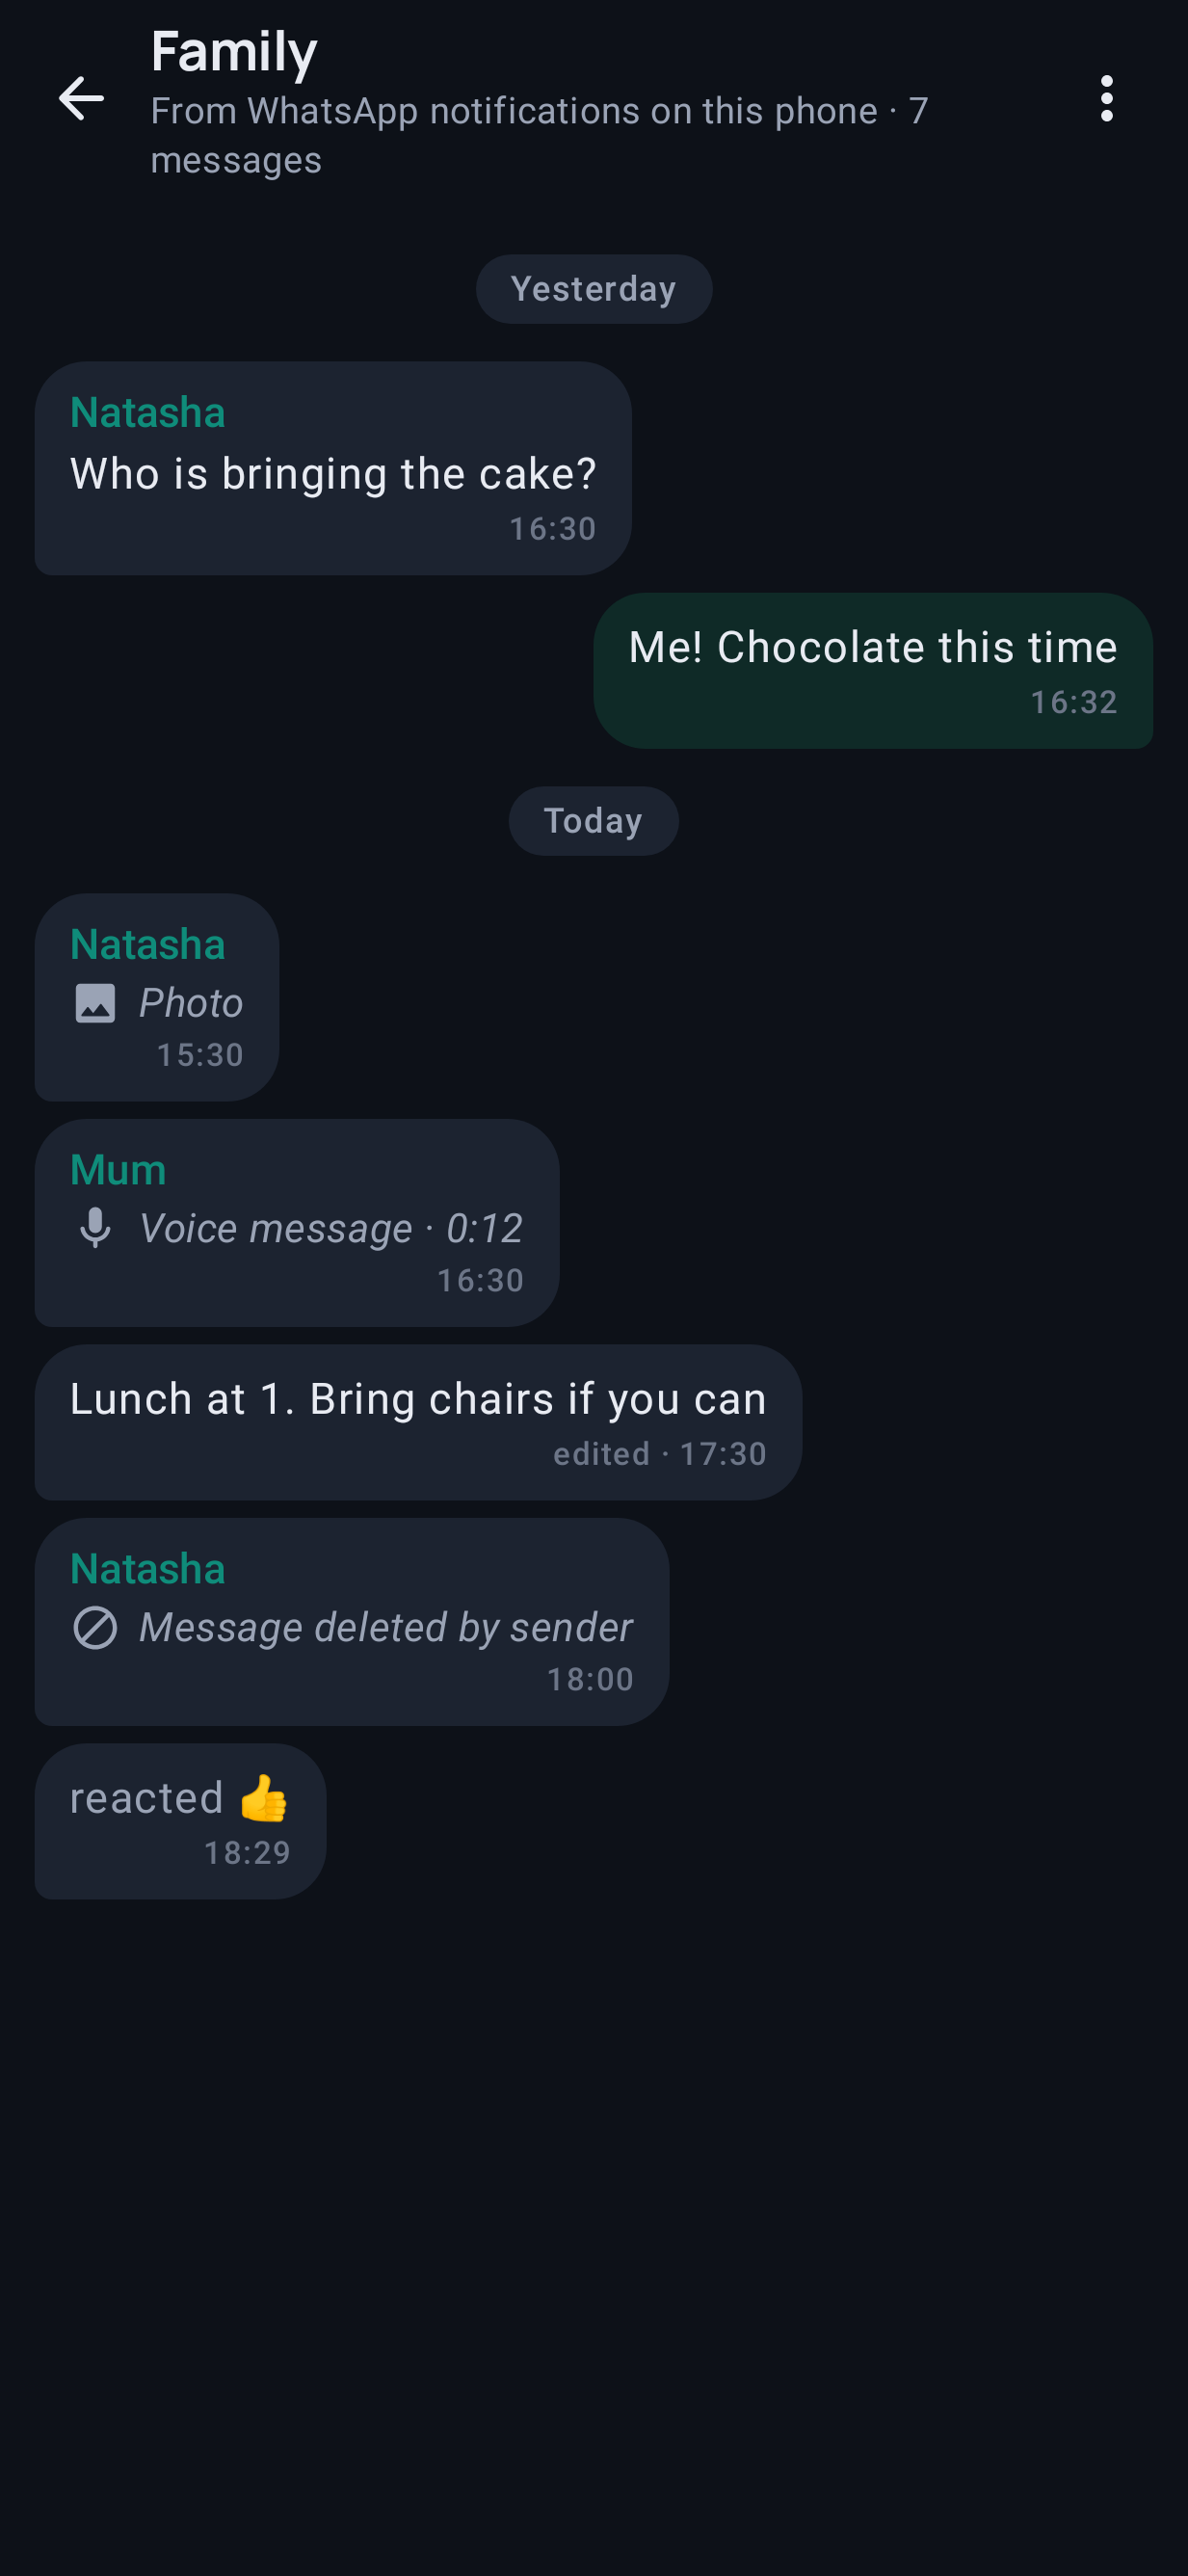 Family
From WhatsApp notifications on this phone · 7
messages
Yesterday
Natasha
Who is bringing the cake?
16:30
Me! Chocolate this time
16:32
Today
Natasha
Photo
15:30
Mum
Voice message · 0:12
16:30
Lunch at 1. Bring chairs if you can
edited · 17:30
Natasha
Message deleted by sender
18:00
reacted 👍
18:29